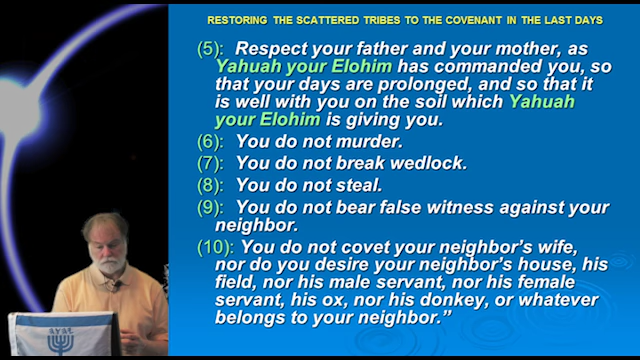 RESTORING THE SCATTERED TRIBES TO THE COVENANT IN THE LAST DAYS
(5): Respect your father and your mother, as
Yahuah your Elohim has commanded you, so
that your days are prolonged, and so that it
is well with you on the soil which Yahuah
your Elohim is giving you.
(6): You do not murder.
(7): You do not break wedlock.
(8): You do not steal.
(9): You do not bear false witness against your
neighbor.
(10): You do not covet your neighbor's wife,
nor do you desire your neighbor's house, his
field, nor his male servant, nor his female
servant, his ox, nor his donkey, or whatever
belongs to your neighbor.”